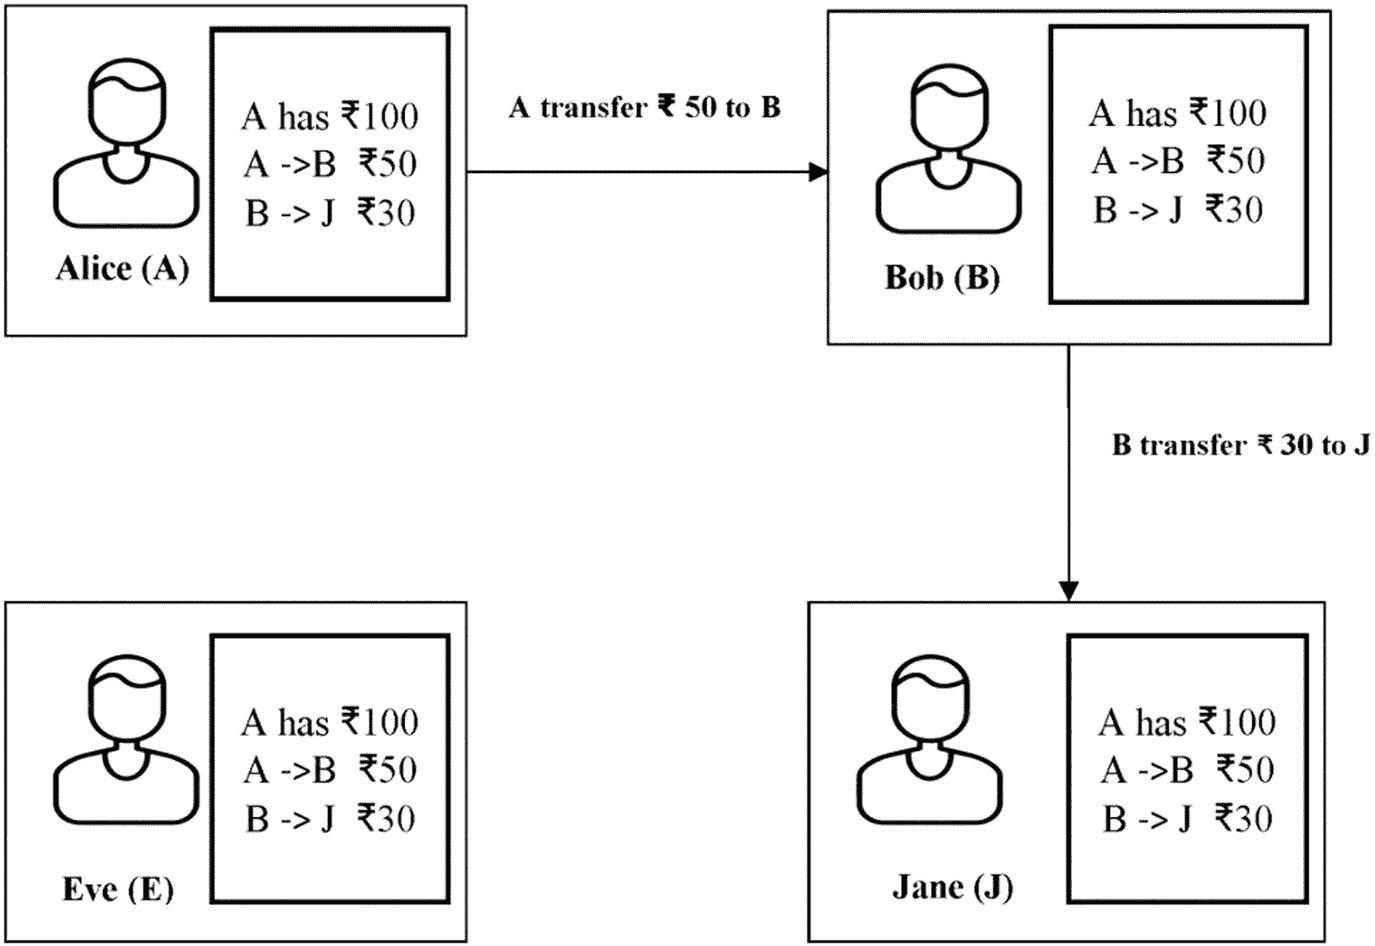 A has ₹100
A ->B ₹50
B -> J ₹30
Alice (A)
A transfer ₹ 50 to B
A has ₹100
A ->B ₹50
B -> J ₹30
Bob (B)
B transfer ₹ 30 to J
A has ₹100
A ->B ₹50
B -> J ₹30
Eve (E)
A has ₹100
A ->B ₹50
B -> J ₹30
Jane (J)